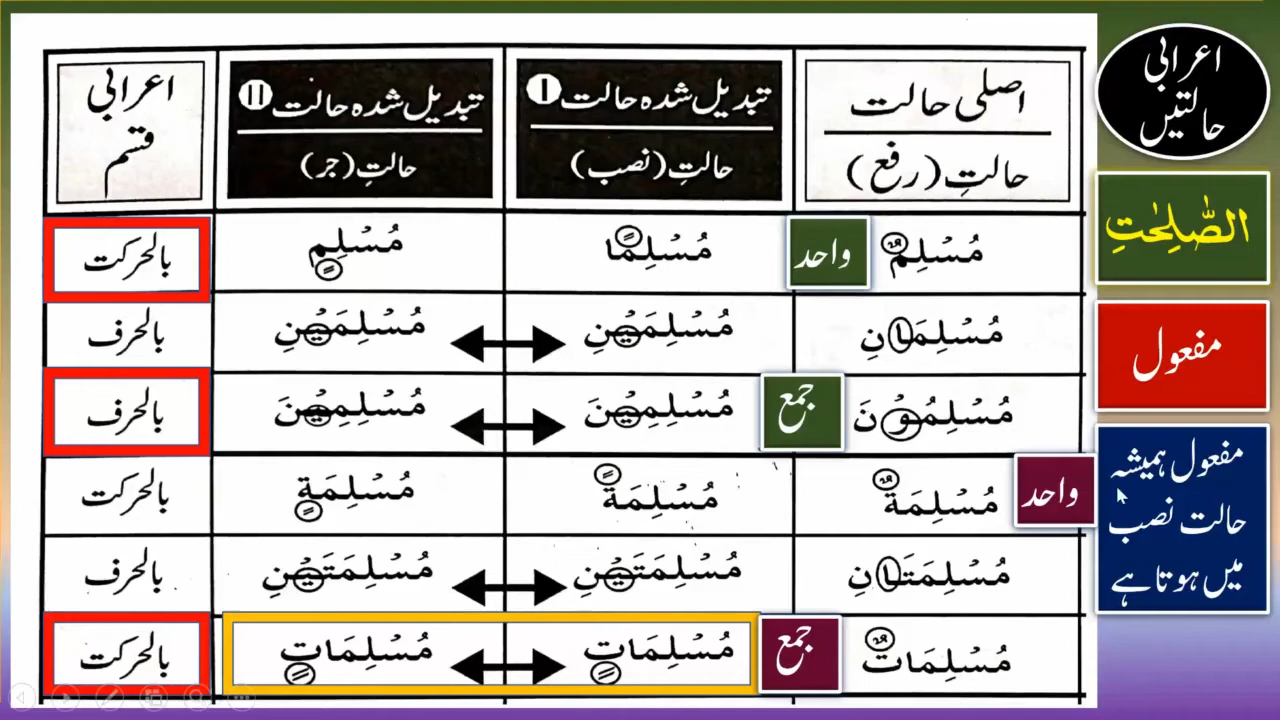 اعرابی
حالتیں
الصّٰلِحٰتِ
مفعول
مفعول ہمیشہ
حالت نصب
میں ہوتا ہے
اصلی حالت
حالتِ (رفع)
تبدیل شدہ حالت I
حالتِ (نصب)
تبدیل شدہ حالت II
حالتِ (جر)
اعرابی
قسم
مُسْلِمٌ واحد مُسْلِمًا مُسْلِمٍ بالحرکت
مُسْلِمَانِ مُسْلِمَيْنِ مُسْلِمَيْنِ بالحرف
مُسْلِمُوْنَ جمع مُسْلِمِيْنَ مُسْلِمِيْنَ بالحرف
واحد مُسْلِمَةٌ مُسْلِمَةً مُسْلِمَةٍ بالحرکت
مُسْلِمَتَانِ مُسْلِمَتَيْنِ مُسْلِمَتَيْنِ بالحرف
مُسْلِمَاتٌ جمع مُسْلِمَاتٍ مُسْلِمَاتٍ بالحرکت